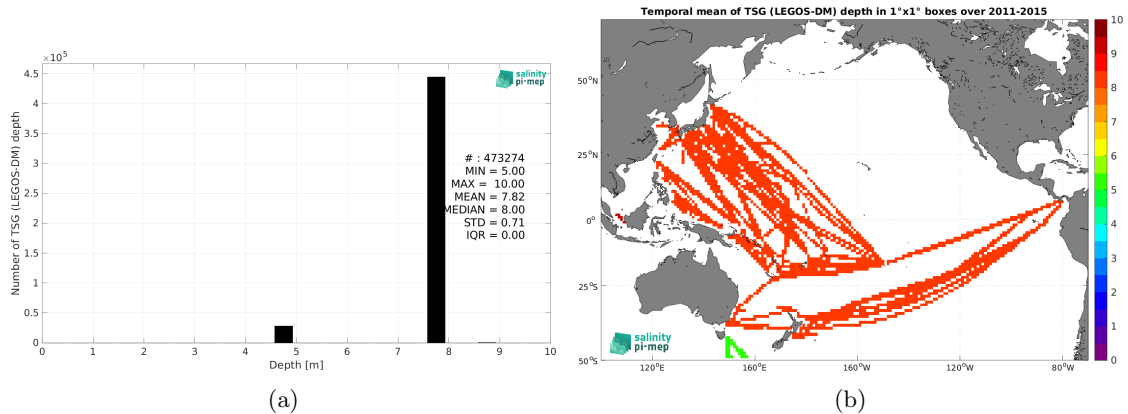 ×10⁵
4.5
4
3.5
3
2.5
2
1.5
1
0.5
0
Number of TSG (LEGOS-DM) depth
salinity
pi-mep
# : 473274
MIN = 5.00
MAX = 10.00
MEAN = 7.82
MEDIAN = 8.00
STD = 0.71
IQR = 0.00
0 1 2 3 4 5 6 7 8 9 10
Depth [m]
(a)
Temporal mean of TSG (LEGOS-DM) depth in 1°x1° boxes over 2011-2015
50°N
25°N
0°
25°S
50°S
120°E 160°E 160°W 120°W 80°W
salinity
pi-mep
10
9
8
7
6
5
4
3
2
1
0
(b)